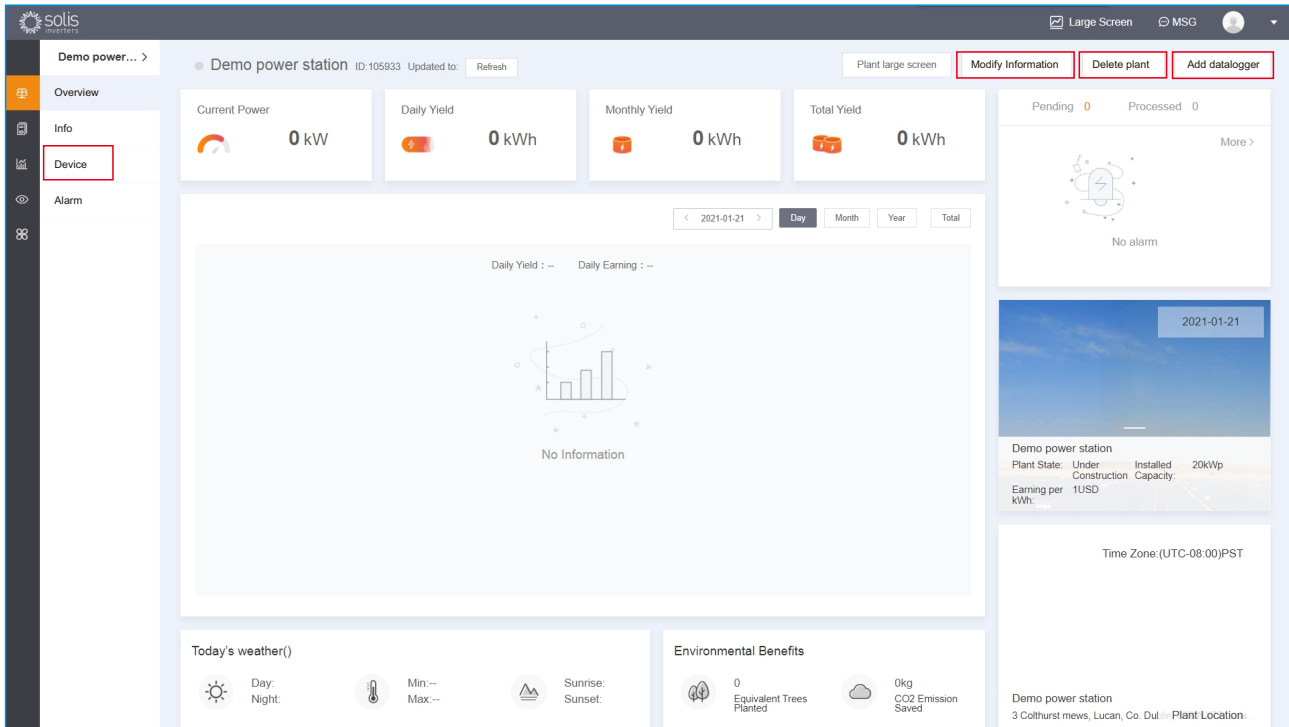 solis
inverters
Large Screen
MSG
Demo power... >
Overview
Info
Device
Alarm
Demo power station ID:105933 Updated to: Refresh
Plant large screen
Modify Information
Delete plant
Add datalogger
Current Power
0 kW
Daily Yield
0 kWh
Monthly Yield
0 kWh
Total Yield
0 kWh
Pending 0 Processed 0
More >
No alarm
< 2021-01-21 > Day Month Year Total
Daily Yield : -- Daily Earning : --
No Information
2021-01-21
Demo power station
Plant State: Under Construction
Installed Capacity: 20kWp
Earning per kWh: 1USD
Time Zone:(UTC-08:00)PST
Demo power station
3 Colthurst mews, Lucan, Co. Dul
Plant Location
Today's weather()
Day:
Night:
Min:--
Max:--
Sunrise:
Sunset:
Environmental Benefits
0
Equivalent Trees
Planted
0kg
CO2 Emission
Saved